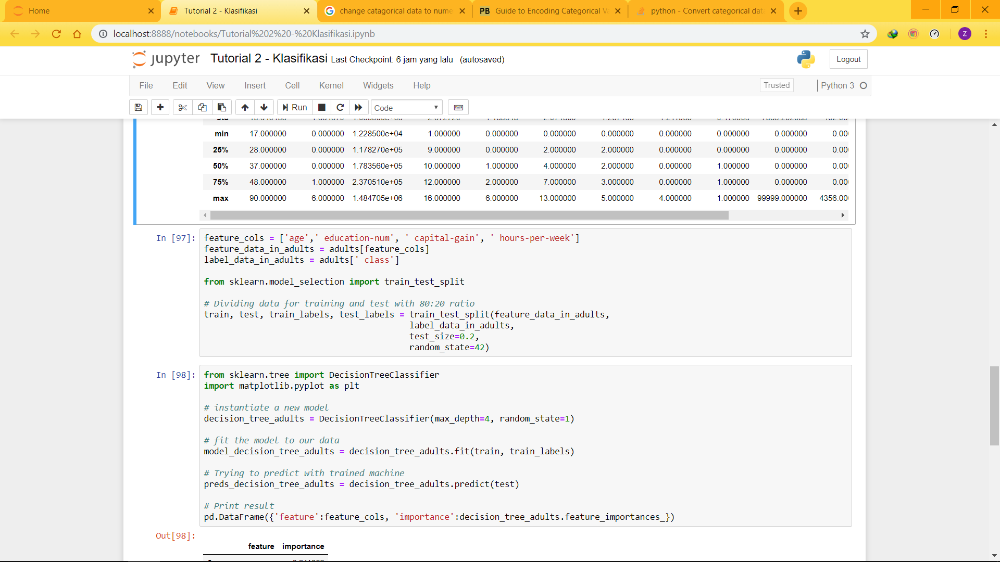 Home
Tutorial 2 - Klasifikasi
change catagorical data to nume
PB Guide to Encoding Categorical Va
python - Convert categorical data
localhost:8888/notebooks/Tutorial%202%20-%20Klasifikasi.ipynb
Z
jupyter Tutorial 2 - Klasifikasi Last Checkpoint: 6 jam yang lalu (autosaved)
Logout
File Edit View Insert Cell Kernel Widgets Help
Trusted Python 3
Run Code
min 17.000000 0.000000 1.228500e+04 1.000000 0.000000 0.000000 0.000000 0.000000 0.000000 0.000000 0.00
25% 28.000000 0.000000 1.178270e+05 9.000000 0.000000 2.000000 2.000000 0.000000 0.000000 0.000000 0.00
50% 37.000000 0.000000 1.783560e+05 10.000000 1.000000 4.000000 2.000000 0.000000 1.000000 0.000000 0.00
75% 48.000000 1.000000 2.370510e+05 12.000000 2.000000 7.000000 3.000000 0.000000 1.000000 0.000000 0.00
max 90.000000 6.000000 1.484705e+06 16.000000 6.000000 13.000000 5.000000 4.000000 1.000000 99999.000000 4356.00
In [97]:
feature_cols = ['age',' education-num', ' capital-gain', ' hours-per-week']
feature_data_in_adults = adults[feature_cols]
label_data_in_adults = adults[' class']
from sklearn.model_selection import train_test_split
# Dividing data for training and test with 80:20 ratio
train, test, train_labels, test_labels = train_test_split(feature_data_in_adults,
label_data_in_adults,
test_size=0.2,
random_state=42)
In [98]:
from sklearn.tree import DecisionTreeClassifier
import matplotlib.pyplot as plt
# instantiate a new model
decision_tree_adults = DecisionTreeClassifier(max_depth=4, random_state=1)
# fit the model to our data
model_decision_tree_adults = decision_tree_adults.fit(train, train_labels)
# Trying to predict with trained machine
preds_decision_tree_adults = decision_tree_adults.predict(test)
# Print result
pd.DataFrame({'feature':feature_cols, 'importance':decision_tree_adults.feature_importances_})
Out[98]:
feature importance